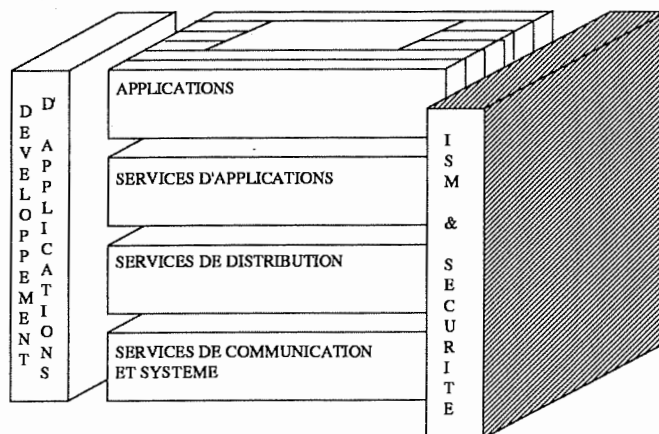 DEVELOPPEMENT
D' APPLICATIONS
APPLICATIONS
SERVICES D'APPLICATIONS
SERVICES DE DISTRIBUTION
SERVICES DE COMMUNICATION
ET SYSTEME
ISM & SECURITE